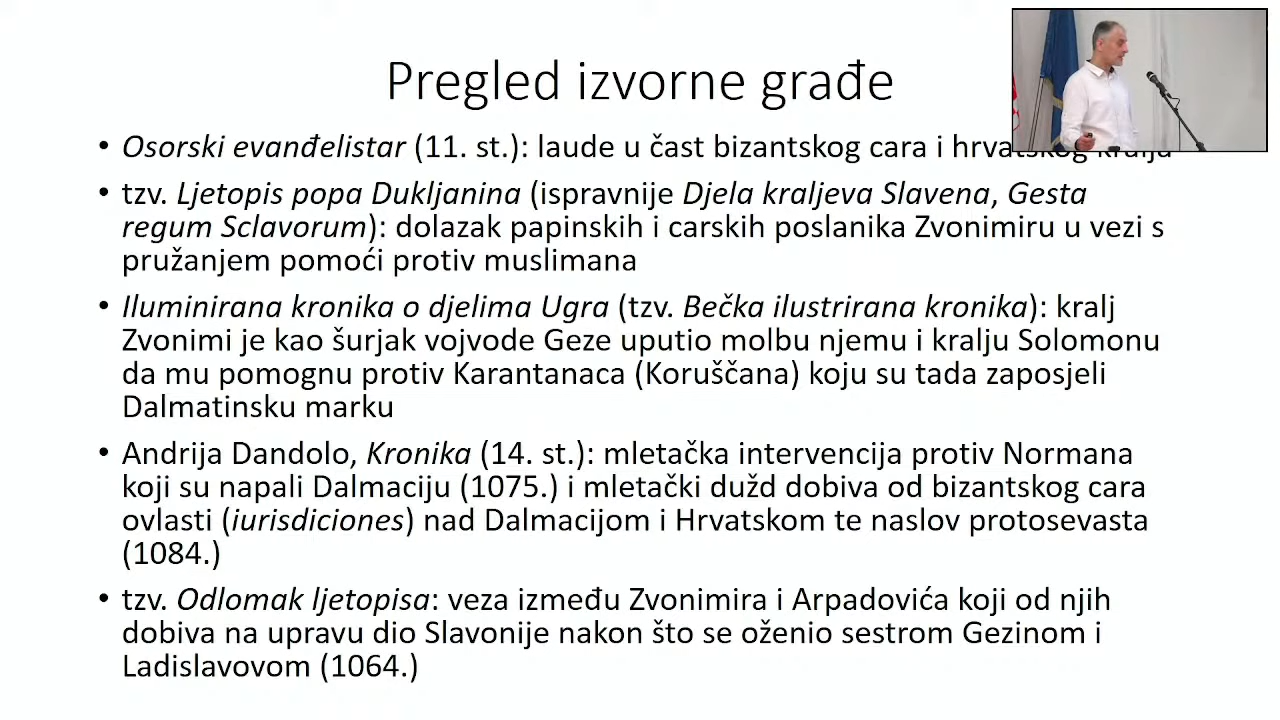 Pregled izvorne građe
• Osorski evanđelistar (11. st.): laude u čast bizantskog cara i hrvatskog kralja
• tzv. Ljetopis popa Dukljanina (ispravnije Djela kraljeva Slavena, Gesta
regum Sclavorum): dolazak papinskih i carskih poslanika Zvonimiru u vezi s
pružanjem pomoći protiv muslimana
• Iluminirana kronika o djelima Ugra (tzv. Bečka ilustrirana kronika): kralj
Zvonimi je kao šurjak vojvode Geze uputio molbu njemu i kralju Solomonu
da mu pomognu protiv Karantanaca (Koruščana) koju su tada zaposjeli
Dalmatinsku marku
• Andrija Dandolo, Kronika (14. st.): mletačka intervencija protiv Normana
koji su napali Dalmaciju (1075.) i mletački dužd dobiva od bizantskog cara
ovlasti (iurisdiciones) nad Dalmacijom i Hrvatskom te naslov protosevasta
(1084.)
• tzv. Odlomak ljetopisa: veza između Zvonimira i Arpadovića koji od njih
dobiva na upravu dio Slavonije nakon što se oženio sestrom Gezinom i
Ladislavovom (1064.)